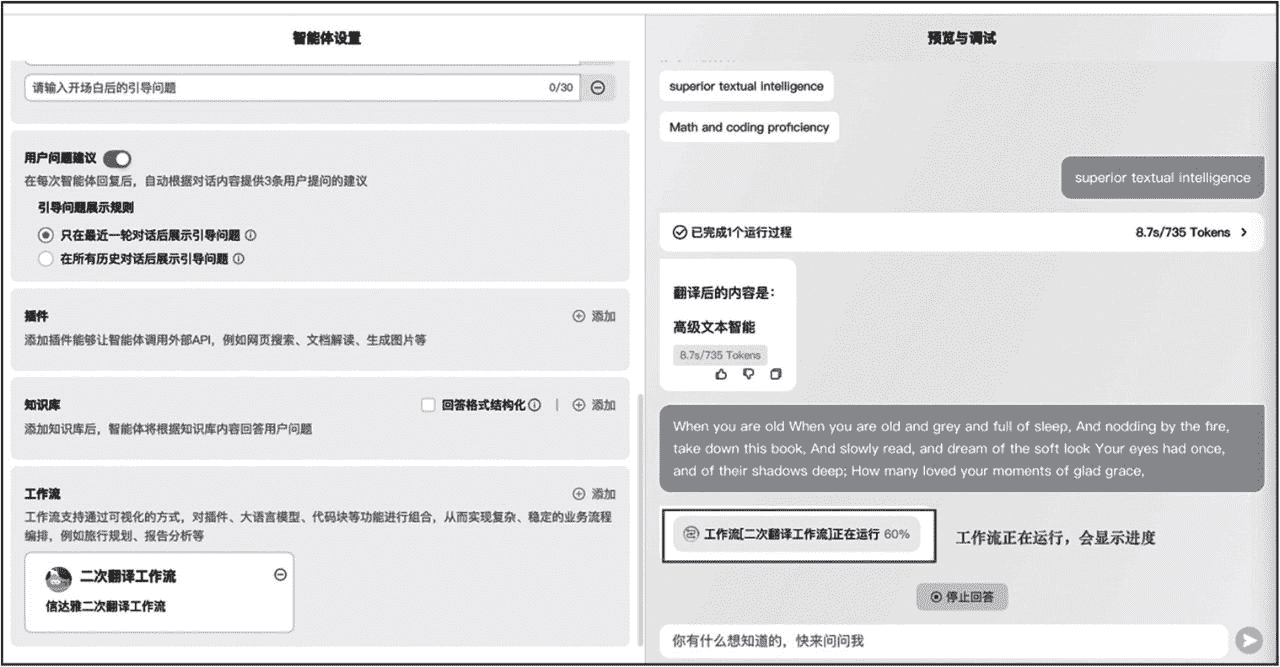 智能体设置
请输入开场白后的引导问题 0/30
用户问题建议
在每次智能体回复后，自动根据对话内容提供3条用户提问的建议
引导问题展示规则
只在最近一轮对话后展示引导问题
在所有历史对话后展示引导问题
插件 添加
添加插件能够让智能体调用外部API，例如网页搜索、文档解读、生成图片等
知识库 回答格式结构化 | 添加
添加知识库后，智能体将根据知识库内容回答用户问题
工作流 添加
工作流支持通过可视化的方式，对插件、大语言模型、代码块等功能进行组合，从而实现复杂、稳定的业务流程
编排，例如旅行规划、报告分析等
二次翻译工作流
信达雅二次翻译工作流
预览与调试
superior textual intelligence
Math and coding proficiency
superior textual intelligence
已完成1个运行过程 8.7s/735 Tokens
翻译后的内容是：
高级文本智能
8.7s/735 Tokens
When you are old When you are old and grey and full of sleep, And nodding by the fire,
take down this book, And slowly read, and dream of the soft look Your eyes had once,
and of their shadows deep; How many loved your moments of glad grace,
工作流[二次翻译工作流]正在运行 60%
工作流正在运行，会显示进度
停止回答
你有什么想知道的，快来问问我